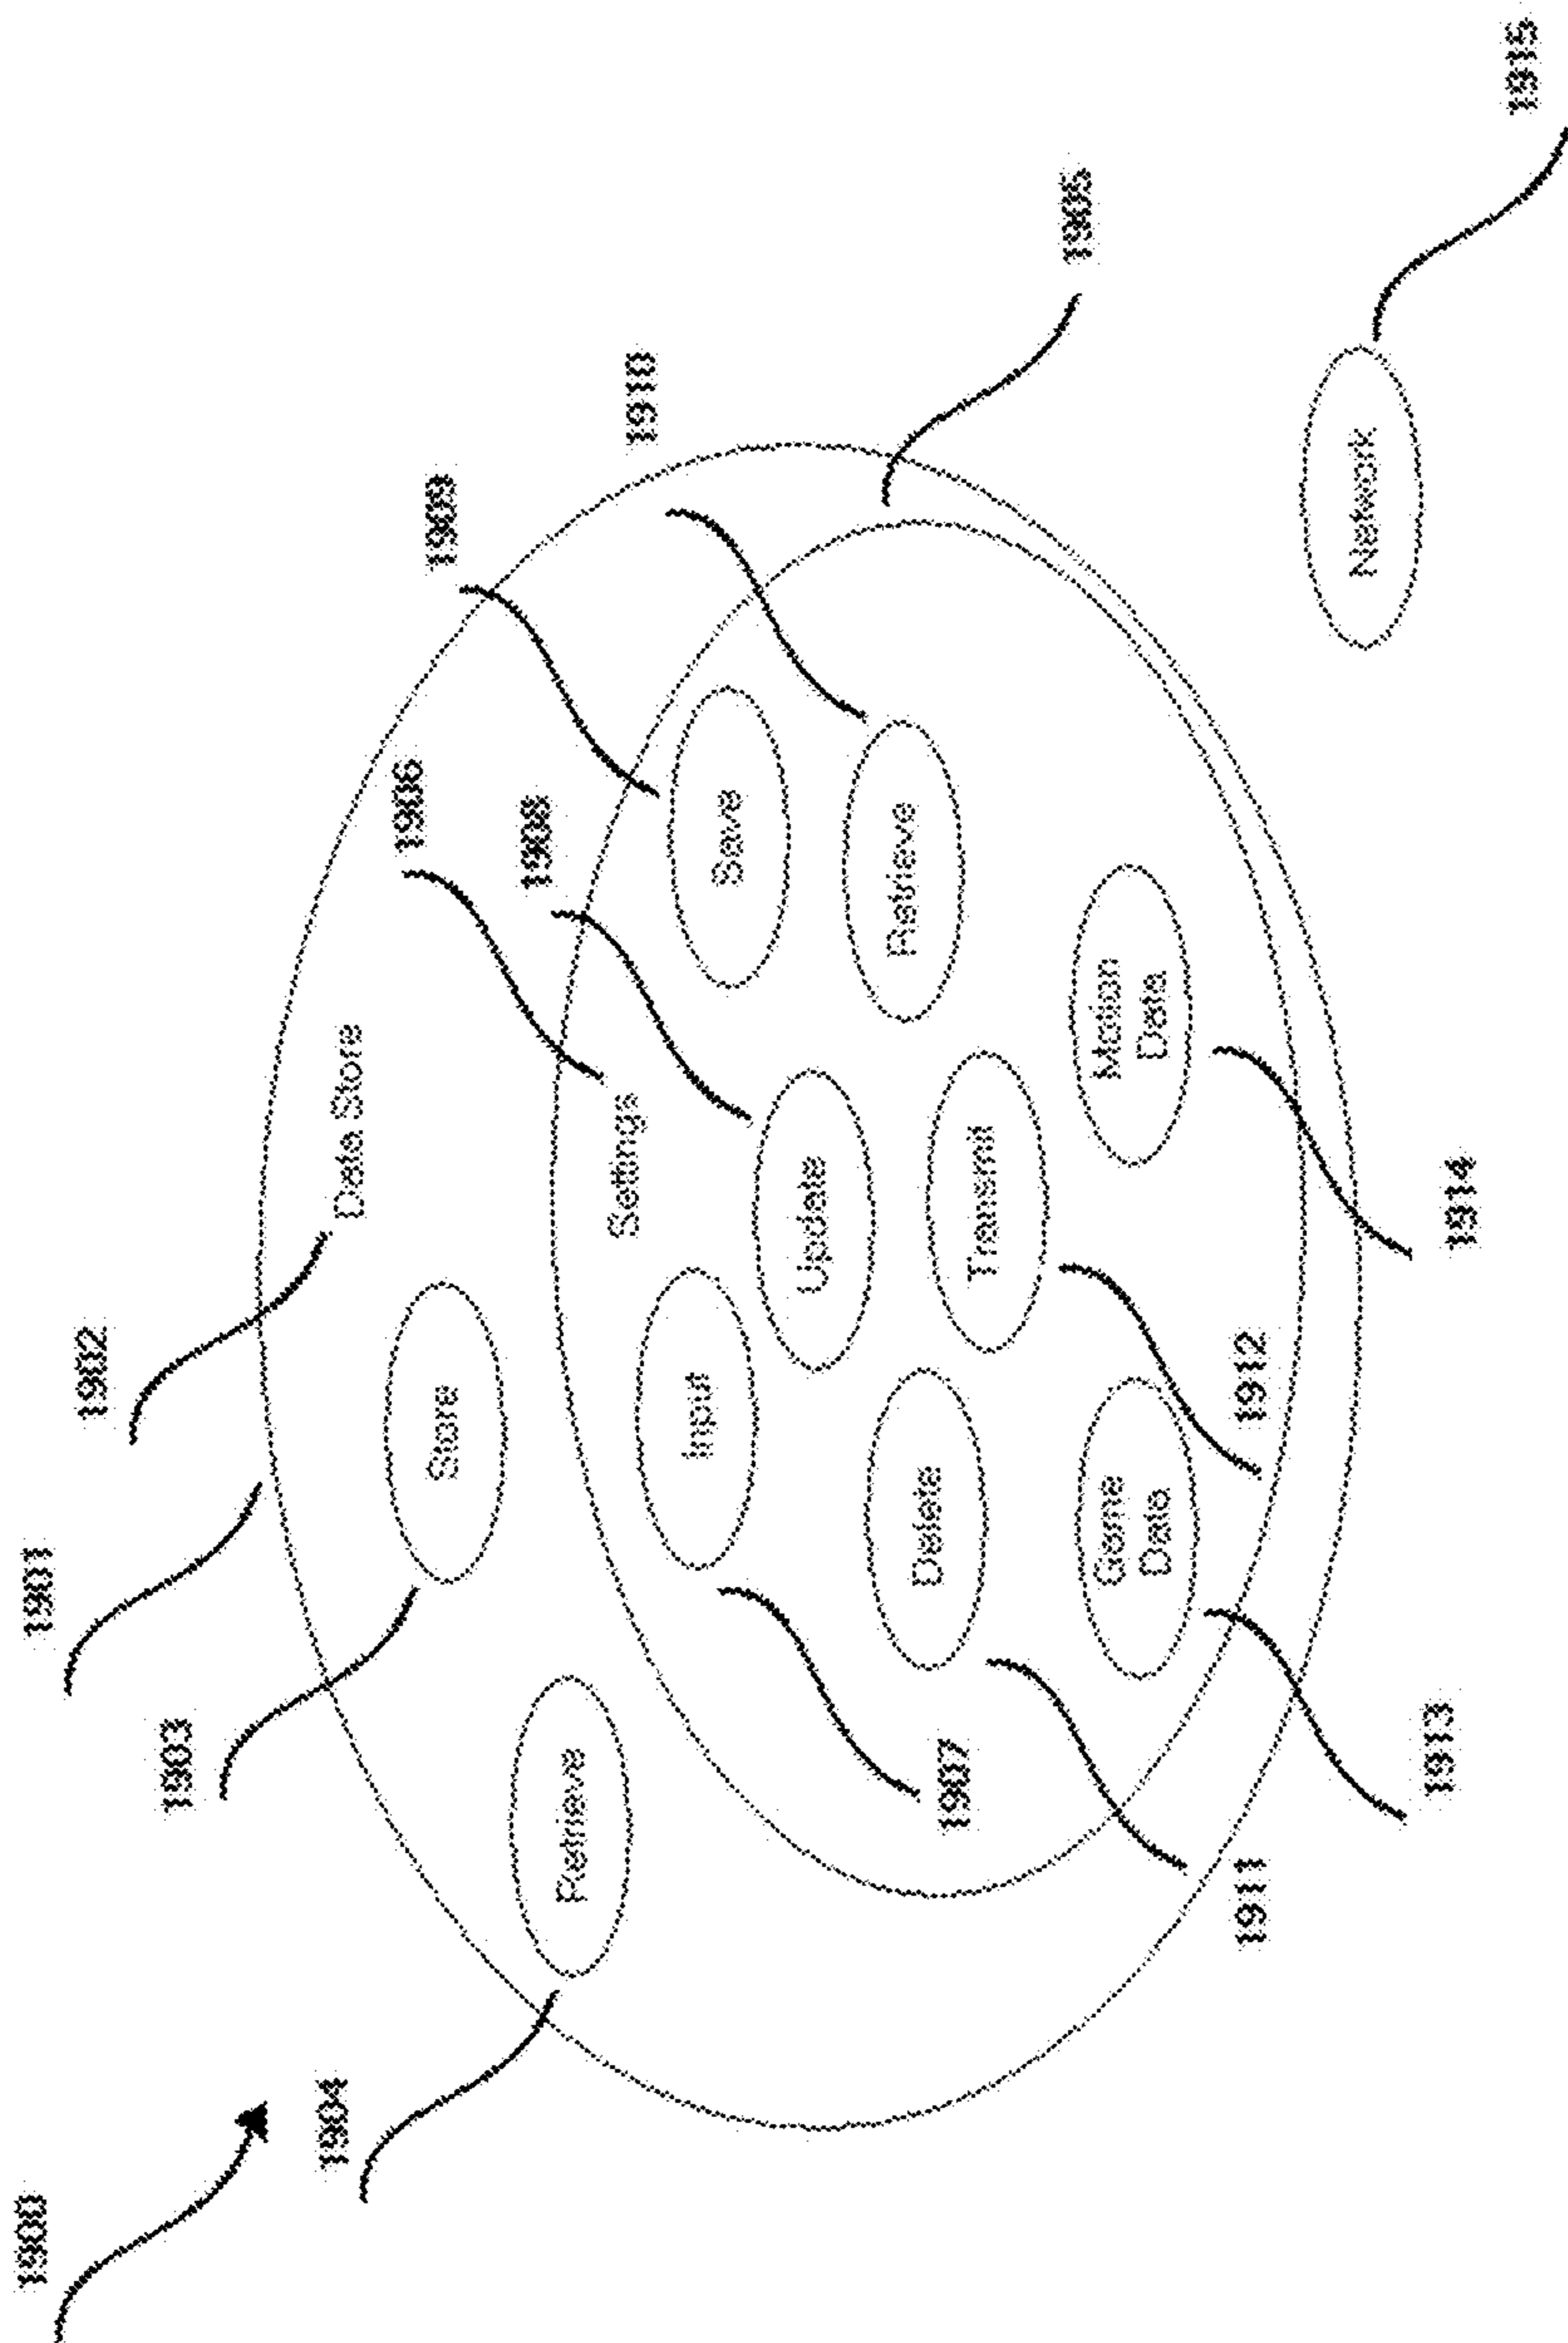 1900
1901
1902
1903
1904
Data Store
1906
1909
Store
1908
Retrieve
Settings
1910
Input
Save
Update
Retrieve
Delete
1907
Transmit
1905
Game
Data
Motion
Data
1911
1912
Network
1913
1914
1915